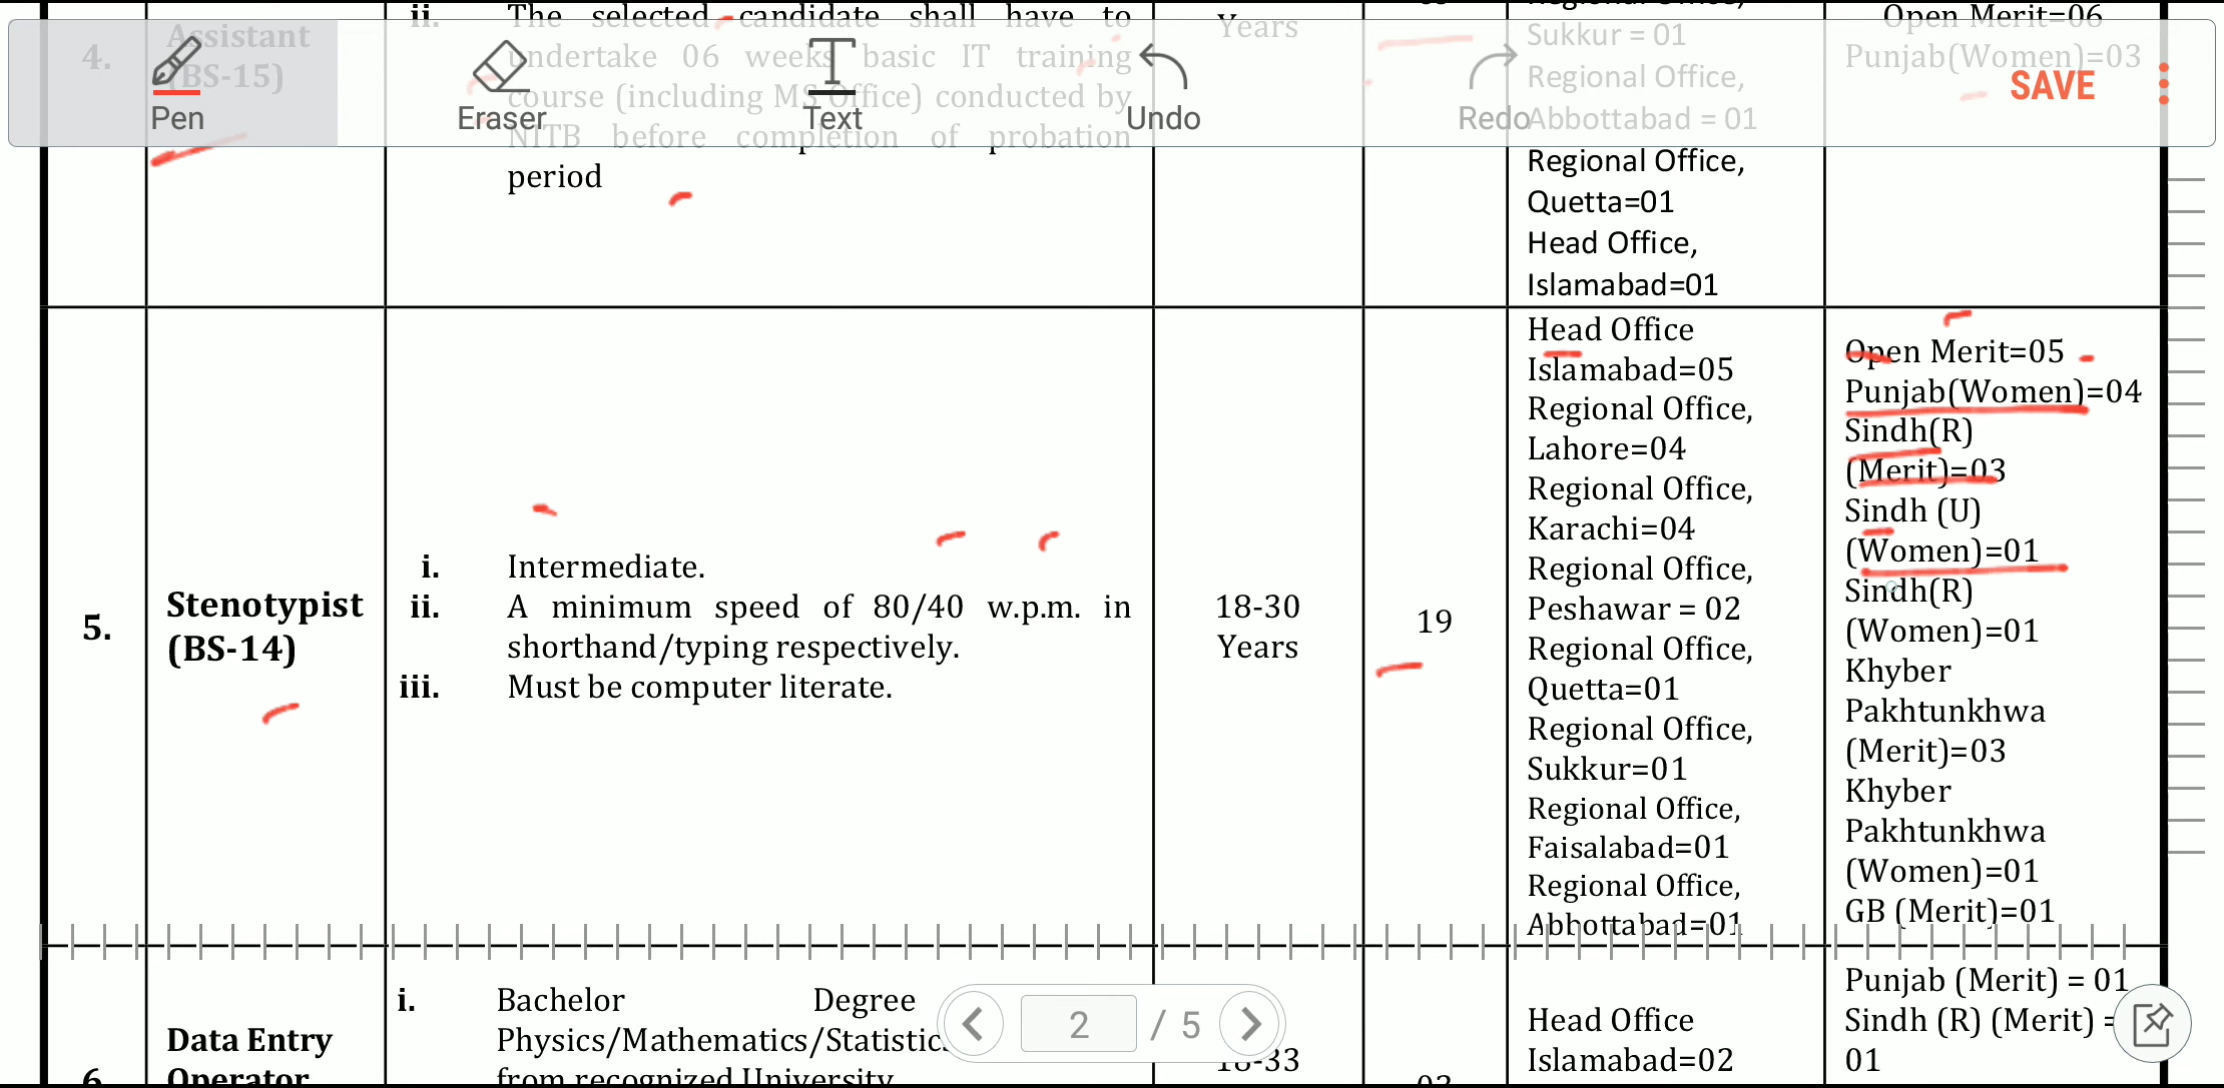 4.
Assistant
(BS-15)
ii. The selected candidate shall have to
undertake 06 weeks basic IT training
course (including MS Office) conducted by
NITB before completion of probation
period
Years
Sukkur = 01
Regional Office,
Abbottabad = 01
Regional Office,
Quetta=01
Head Office,
Islamabad=01
Open Merit=06
Punjab(Women)=03
Pen
Eraser
Text
Undo
Redo
SAVE
5.
Stenotypist
(BS-14)
i. Intermediate.
ii. A minimum speed of 80/40 w.p.m. in
shorthand/typing respectively.
iii. Must be computer literate.
18-30
Years
19
Head Office
Islamabad=05
Regional Office,
Lahore=04
Regional Office,
Karachi=04
Regional Office,
Peshawar = 02
Regional Office,
Quetta=01
Regional Office,
Sukkur=01
Regional Office,
Faisalabad=01
Regional Office,
Abbottabad=01
Open Merit=05
Punjab(Women)=04
Sindh(R)
(Merit)=03
Sindh (U)
(Women)=01
Sindh(R)
(Women)=01
Khyber
Pakhtunkhwa
(Merit)=03
Khyber
Pakhtunkhwa
(Women)=01
GB (Merit)=01
6.
Data Entry
Operator
i. Bachelor Degree
Physics/Mathematics/Statistics
from recognized University
2 / 5
18-33
Head Office
Islamabad=02
Punjab (Merit) = 01
Sindh (R) (Merit) =
01